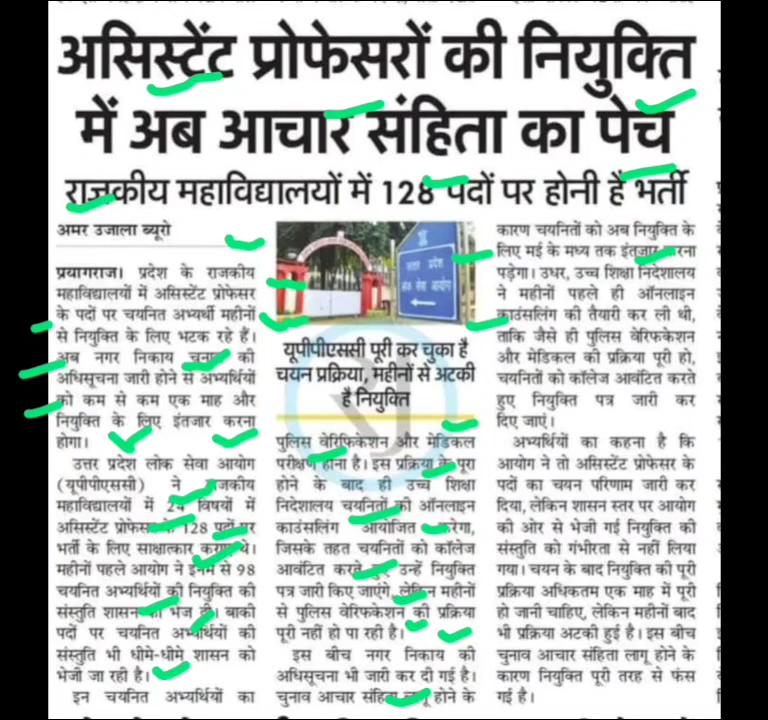 असिस्टेंट प्रोफेसरों की नियुक्ति
में अब आचार संहिता का पेच
राजकीय महाविद्यालयों में 128 पदों पर होनी है भर्ती
अमर उजाला ब्यूरो
प्रयागराज। प्रदेश के राजकीय
महाविद्यालयों में असिस्टेंट प्रोफेसर
के पदों पर चयनित अभ्यर्थी महीनों
से नियुक्ति के लिए भटक रहे हैं।
अब नगर निकाय चुनाव की
अधिसूचना जारी होने से अभ्यर्थियों
को कम से कम एक माह और
नियुक्ति के लिए इंतजार करना
होगा।
उत्तर प्रदेश लोक सेवा आयोग
(यूपीपीएससी) ने राजकीय
महाविद्यालयों में 24 विषयों में
असिस्टेंट प्रोफेसर के 128 पदों पर
भर्ती के लिए साक्षात्कार कराए थे।
महीनों पहले आयोग ने इनमें से 98
चयनित अभ्यर्थियों की नियुक्ति की
संस्तुति शासन को भेज दी। बाकी
पदों पर चयनित अभ्यर्थियों की
संस्तुति भी धीमे-धीमे शासन को
भेजी जा रही है।
इन चयनित अभ्यर्थियों का
उत्तर प्रदेश
लोक सेवा आयोग
यूपीपीएससी पूरी कर चुका है
चयन प्रक्रिया, महीनों से अटकी
है नियुक्ति
पुलिस वेरिफिकेशन और मेडिकल
परीक्षण होना है। इस प्रक्रिया के पूरा
होने के बाद ही उच्च शिक्षा
निदेशालय चयनितों की ऑनलाइन
काउंसलिंग आयोजित करेगा,
जिसके तहत चयनितों को कॉलेज
आवंटित करते हुए उन्हें नियुक्ति
पत्र जारी किए जाएंगे, लेकिन महीनों
से पुलिस वेरिफकेशन की प्रक्रिया
पूरी नहीं हो पा रही है।
इस बीच नगर निकाय की
अधिसूचना भी जारी कर दी गई है।
चुनाव आचार संहिता लागू होने के
कारण चयनितों को अब नियुक्ति के
लिए मई के मध्य तक इंतजार करना
पड़ेगा। उधर, उच्च शिक्षा निदेशालय
ने महीनों पहले ही ऑनलाइन
काउंसलिंग की तैयारी कर ली थी,
ताकि जैसे ही पुलिस वेरिफकेशन
और मेडिकल की प्रक्रिया पूरी हो,
चयनितों को कॉलेज आवंटित करते
हुए नियुक्ति पत्र जारी कर
दिए जाएं।
अभ्यर्थियों का कहना है कि
आयोग ने तो असिस्टेंट प्रोफेसर के
पदों का चयन परिणाम जारी कर
दिया, लेकिन शासन स्तर पर आयोग
की ओर से भेजी गई नियुक्ति की
संस्तुति को गंभीरता से नहीं लिया
गया। चयन के बाद नियुक्ति की पूरी
प्रक्रिया अधिकतम एक माह में पूरी
हो जानी चाहिए, लेकिन महीनों बाद
भी प्रक्रिया अटकी हुई है। इस बीच
चुनाव आचार संहिता लागू होने के
कारण नियुक्ति पूरी तरह से फंस
गई है।